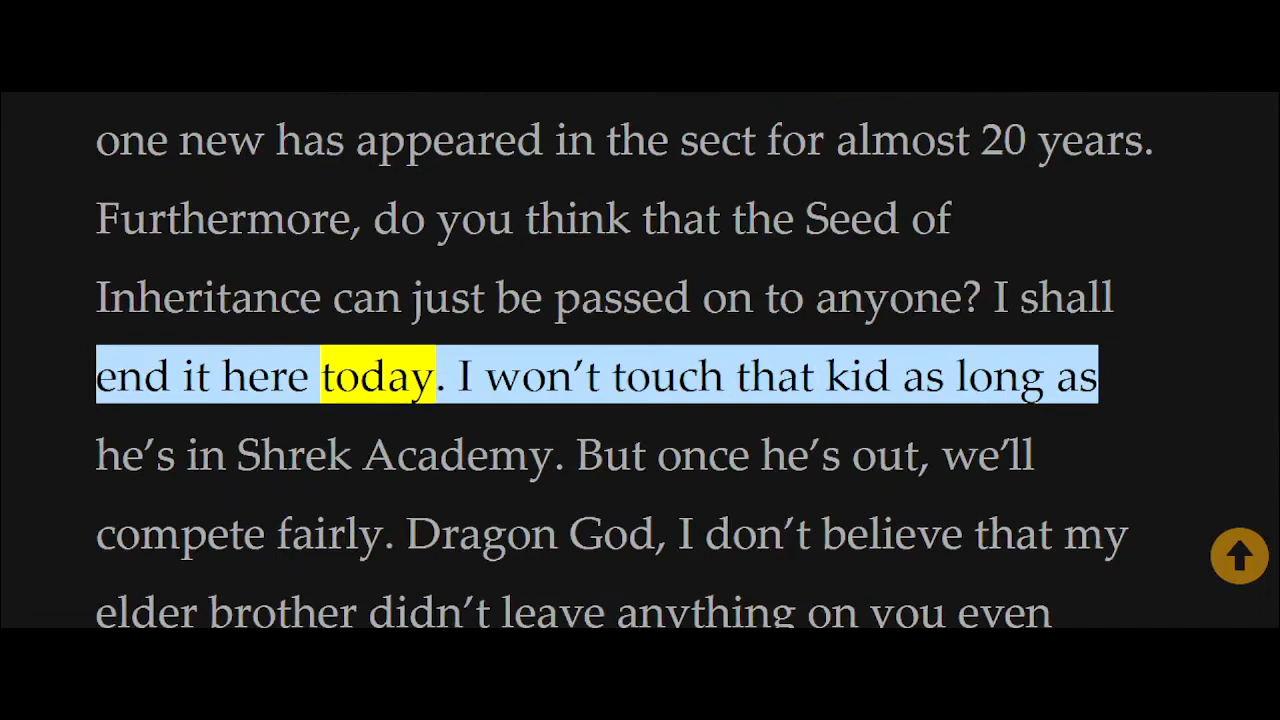 one new has appeared in the sect for almost 20 years.
Furthermore, do you think that the Seed of
Inheritance can just be passed on to anyone? I shall
end it here today. I won’t touch that kid as long as
he’s in Shrek Academy. But once he’s out, we’ll
compete fairly. Dragon God, I don’t believe that my
elder brother didn’t leave anything on you even